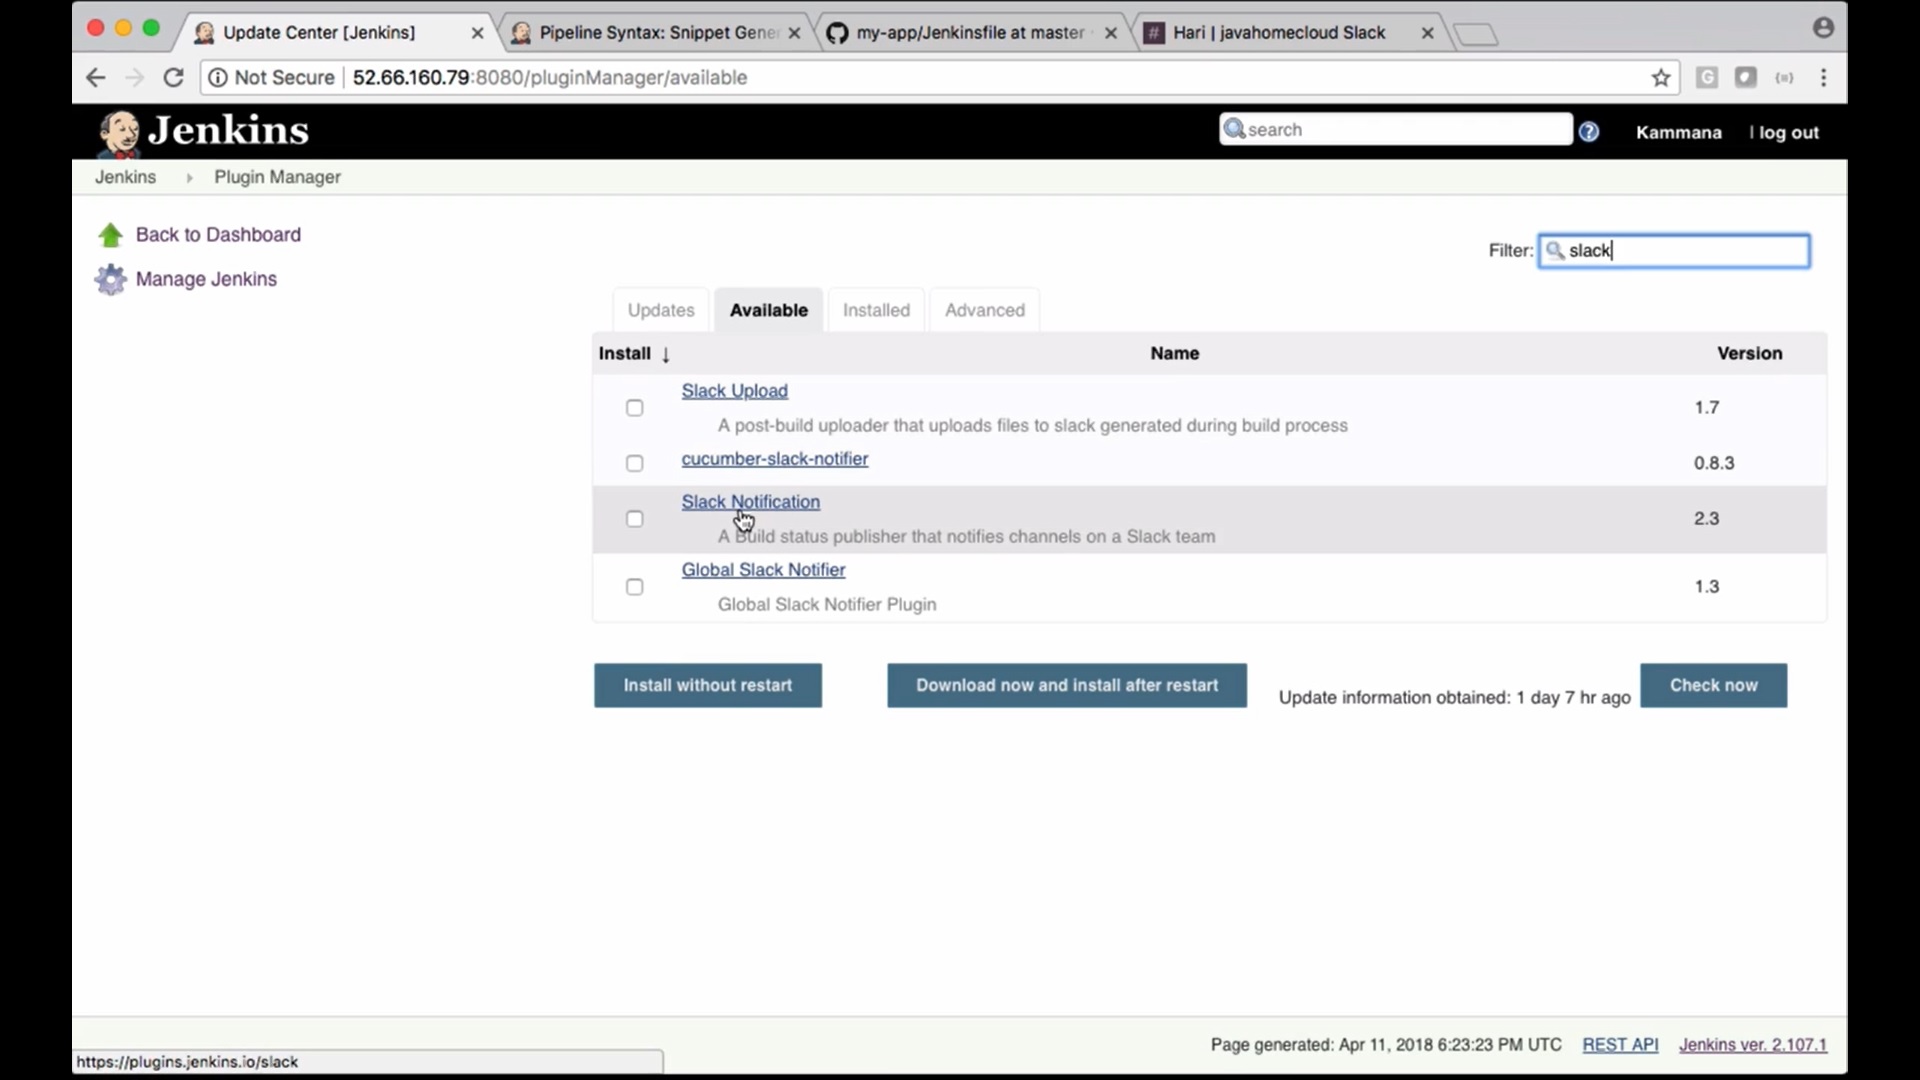 Update Center [Jenkins]
Pipeline Syntax: Snippet Gene
my-app/Jenkinsfile at master
# Hari | javahomecloud Slack
Not Secure | 52.66.160.79:8080/pluginManager/available
G
Jenkins
search
?
Kammana
| log out
Jenkins
Plugin Manager
Back to Dashboard
Manage Jenkins
Filter: slack
Updates
Available
Installed
Advanced
Install ↓
Name
Version
Slack Upload
A post-build uploader that uploads files to slack generated during build process
1.7
cucumber-slack-notifier
0.8.3
Slack Notification
A Build status publisher that notifies channels on a Slack team
2.3
Global Slack Notifier
Global Slack Notifier Plugin
1.3
Install without restart
Download now and install after restart
Update information obtained: 1 day 7 hr ago
Check now
Page generated: Apr 11, 2018 6:23:23 PM UTC
REST API
Jenkins ver. 2.107.1
https://plugins.jenkins.io/slack